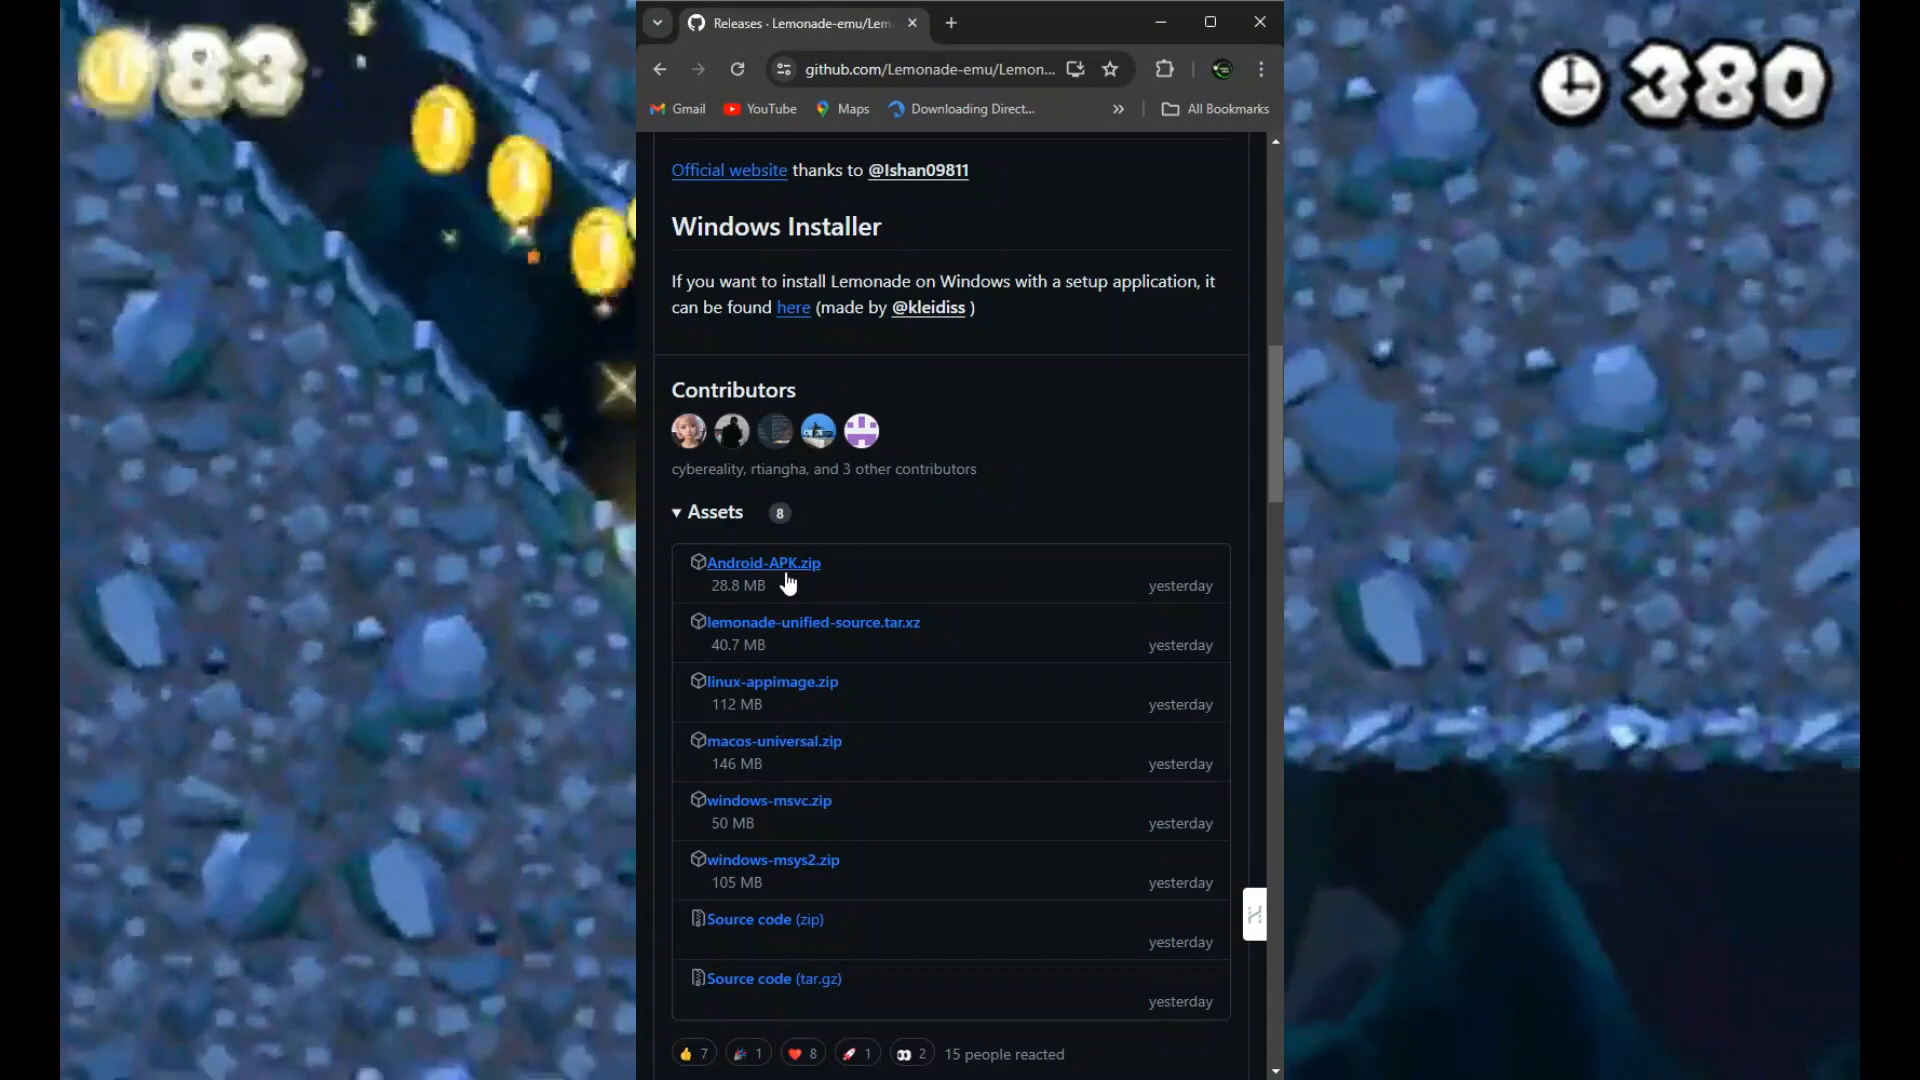 83
380
Releases · Lemonade-emu/Lem
github.com/Lemonade-emu/Lemon...
Gmail
YouTube
Maps
Downloading Direct...
»
All Bookmarks
Official website thanks to @Ishan09811
Windows Installer
If you want to install Lemonade on Windows with a setup application, it
can be found here (made by @kleidiss )
Contributors
cybereality, rtiangha, and 3 other contributors
Assets 8
Android-APK.zip
28.8 MB yesterday
lemonade-unified-source.tar.xz
40.7 MB yesterday
linux-appimage.zip
112 MB yesterday
macos-universal.zip
146 MB yesterday
windows-msvc.zip
50 MB yesterday
windows-msys2.zip
105 MB yesterday
Source code (zip)
yesterday
Source code (tar.gz)
yesterday
👍 7 🎉 1 ❤️ 8 🚀 1 👀 2 15 people reacted